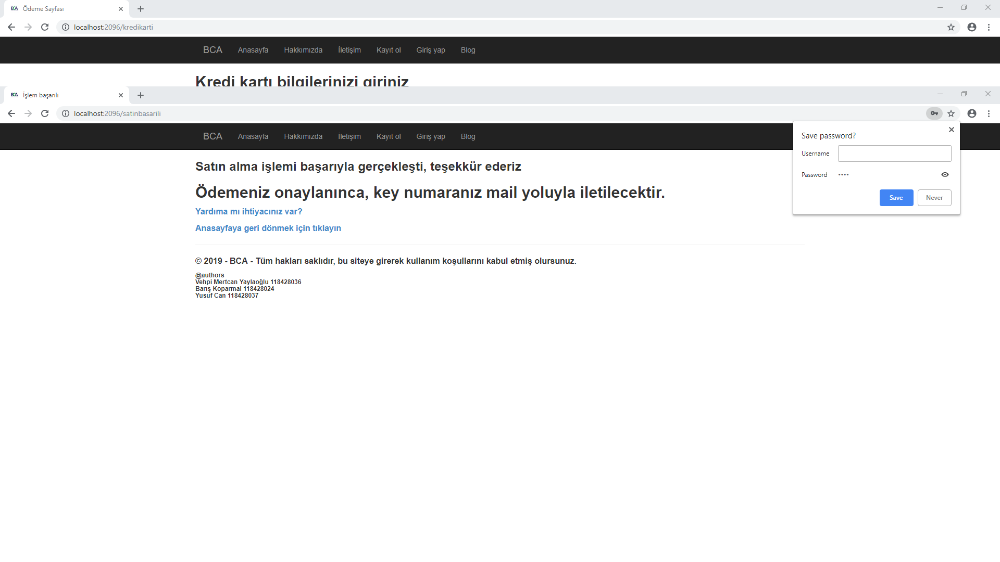 BCA Ödeme Sayfası
localhost:2096/kredikarti
BCA Anasayfa Hakkımızda İletişim Kayıt ol Giriş yap Blog
Kredi kartı bilgilerinizi giriniz
BCA İşlem başarılı
localhost:2096/satinbasarili
BCA Anasayfa Hakkımızda İletişim Kayıt ol Giriş yap Blog
Save password?
Username
Password ••••
Save Never
Satın alma işlemi başarıyla gerçekleşti, teşekkür ederiz
Ödemeniz onaylanınca, key numaranız mail yoluyla iletilecektir.
Yardıma mı ihtiyacınız var?
Anasayfaya geri dönmek için tıklayın
© 2019 - BCA - Tüm hakları saklıdır, bu siteye girerek kullanım koşullarını kabul etmiş olursunuz.
@authors
Vehpi Mertcan Yaylaoğlu 118428036
Barış Koparmal 118428024
Yusuf Can 118428037